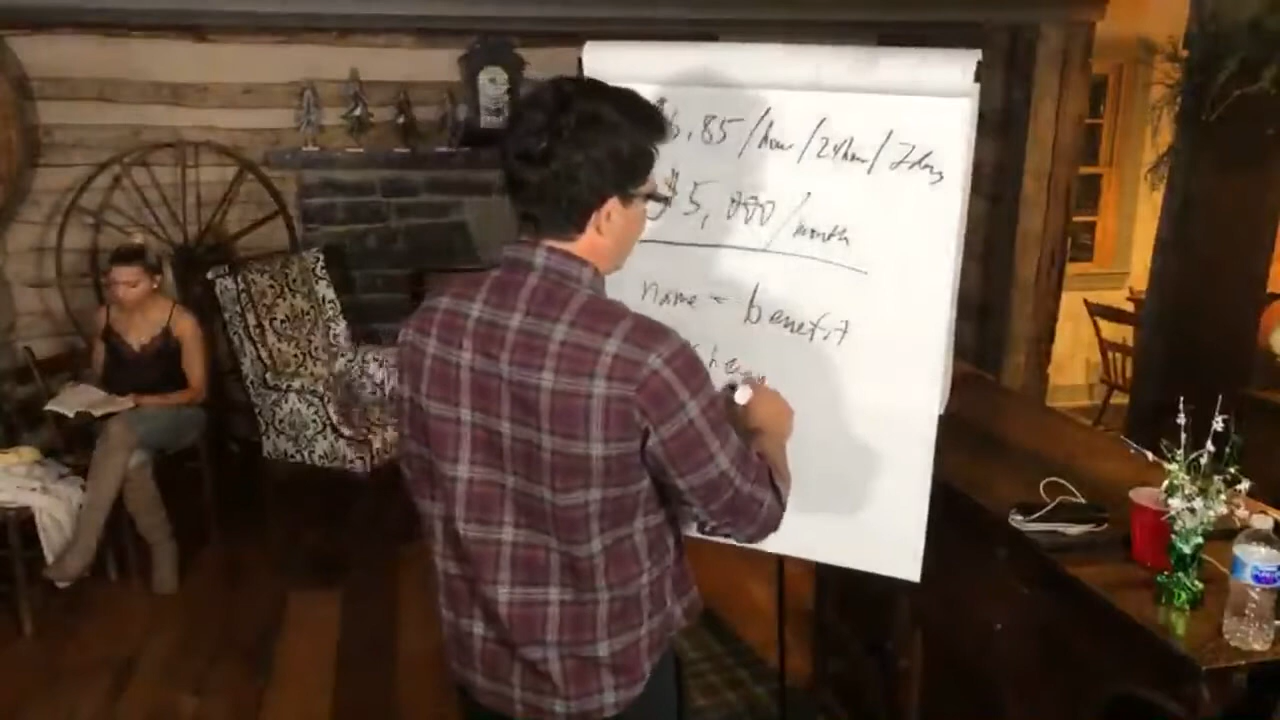 $6.85/hour/24hour/7days
$5,000/month
name = benefit